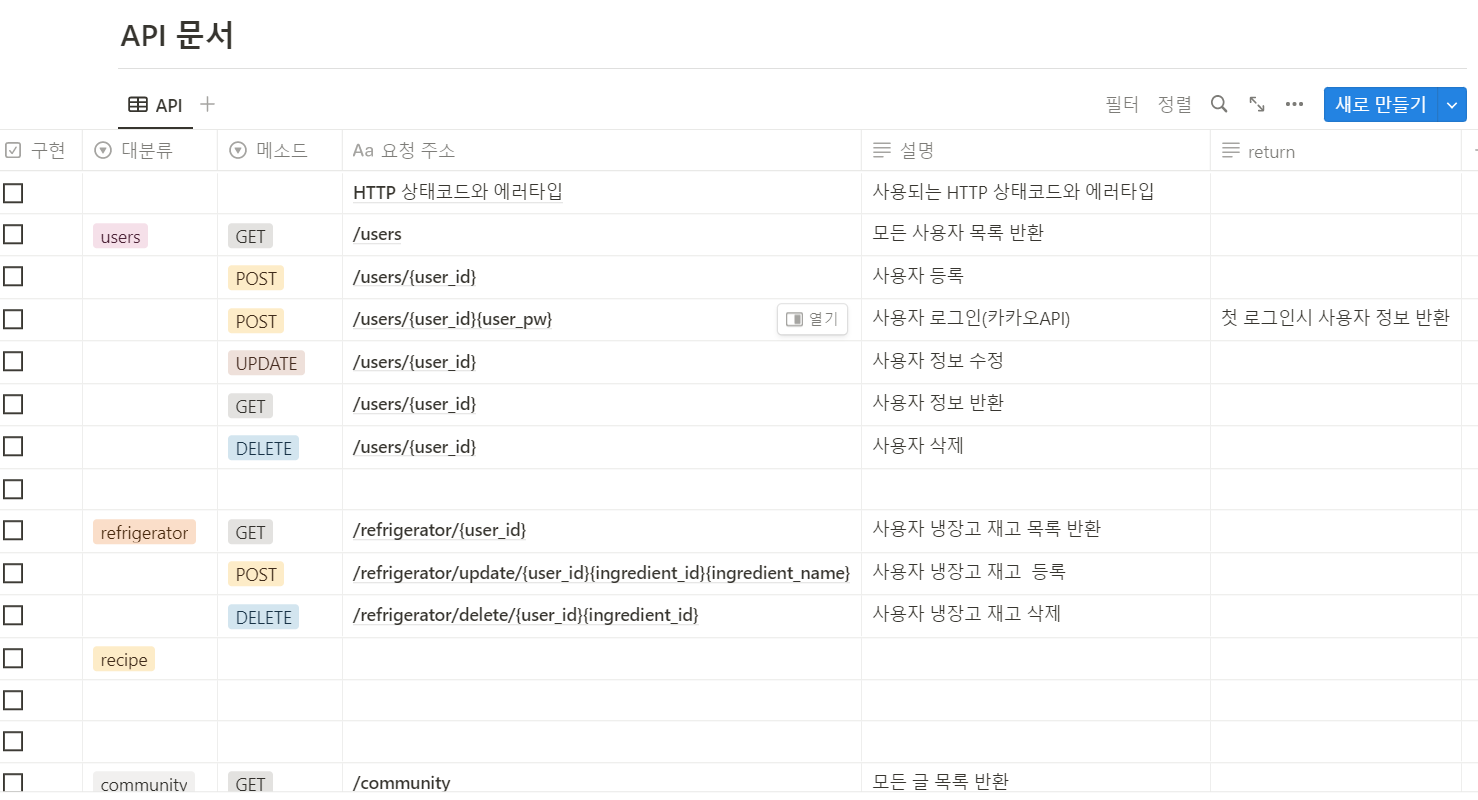 API 문서
API
필터 정렬 새로 만들기
구현 대분류 메소드 Aa 요청 주소 설명 return
HTTP 상태코드와 에러타입 사용되는 HTTP 상태코드와 에러타입
users GET /users 모든 사용자 목록 반환
POST /users/{user_id} 사용자 등록
POST /users/{user_id}{user_pw} 열기 사용자 로그인(카카오API) 첫 로그인시 사용자 정보 반환
UPDATE /users/{user_id} 사용자 정보 수정
GET /users/{user_id} 사용자 정보 반환
DELETE /users/{user_id} 사용자 삭제
refrigerator GET /refrigerator/{user_id} 사용자 냉장고 재고 목록 반환
POST /refrigerator/update/{user_id}{ingredient_id}{ingredient_name} 사용자 냉장고 재고 등록
DELETE /refrigerator/delete/{user_id}{ingredient_id} 사용자 냉장고 재고 삭제
recipe
community GET /community 모든 글 목록 반환